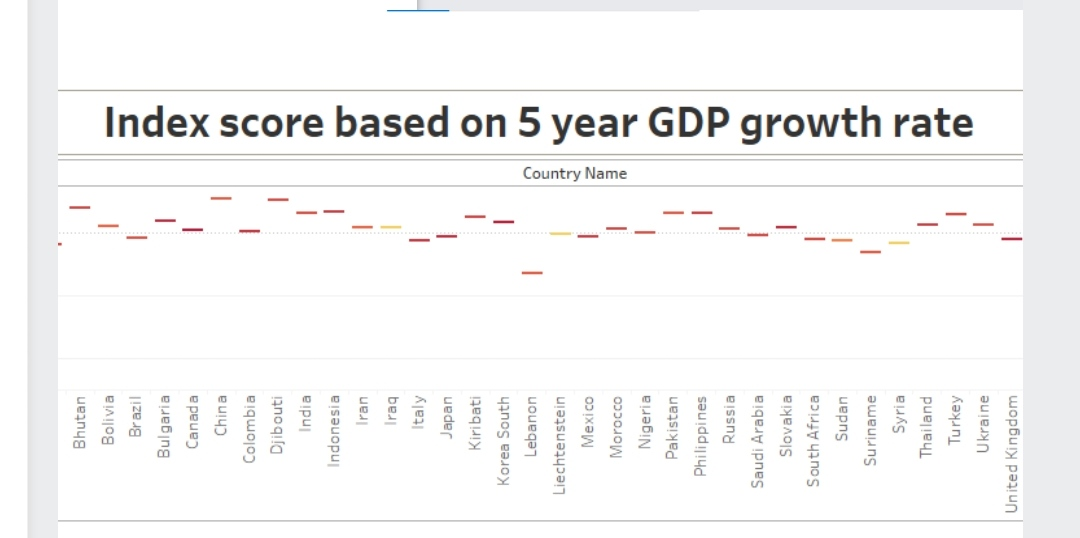 Index score based on 5 year GDP growth rate
Country Name
Bhutan
Bolivia
Brazil
Bulgaria
Canada
China
Colombia
Djibouti
India
Indonesia
Iran
Iraq
Italy
Japan
Kiribati
Korea South
Lebanon
Liechtenstein
Mexico
Morocco
Nigeria
Pakistan
Philippines
Russia
Saudi Arabia
Slovakia
South Africa
Sudan
Suriname
Syria
Thailand
Turkey
Ukraine
United Kingdom